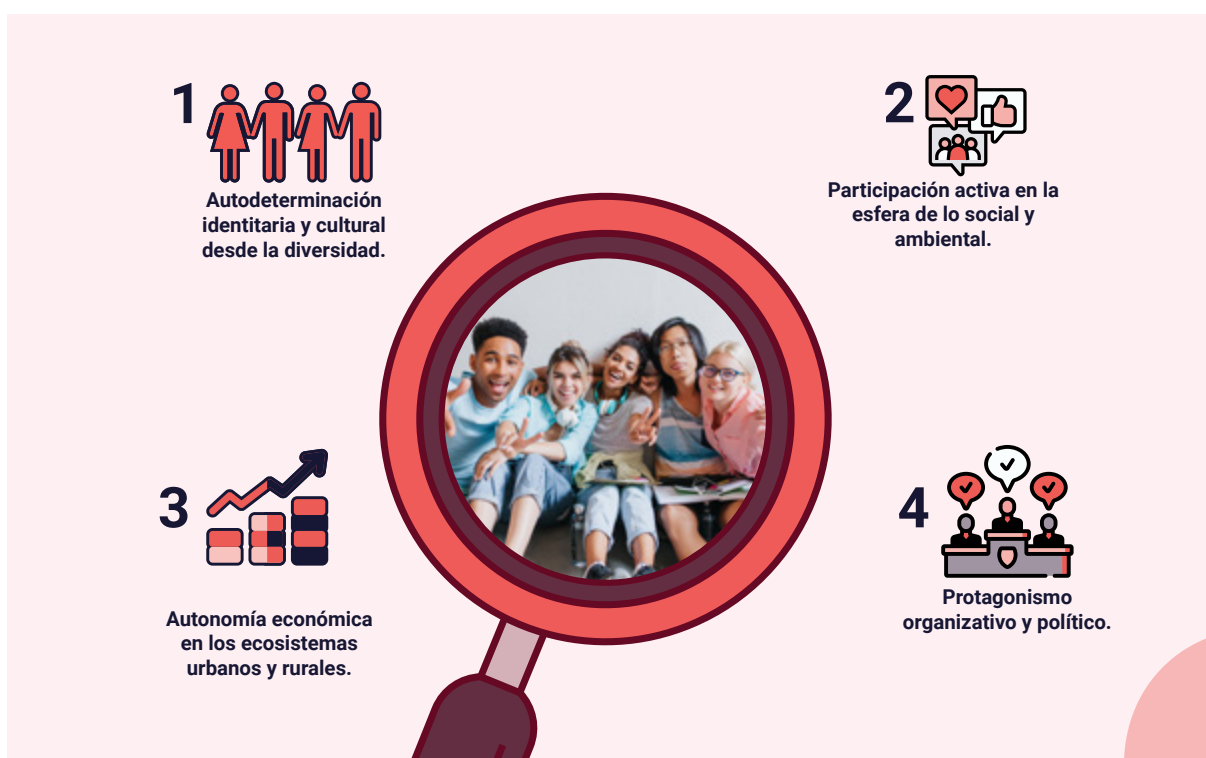 1
Autodeterminación
identitaria y cultural
desde la diversidad.
2
Participación activa en la
esfera de lo social y
ambiental.
3
Autonomía económica
en los ecosistemas
urbanos y rurales.
4
Protagonismo
organizativo y político.